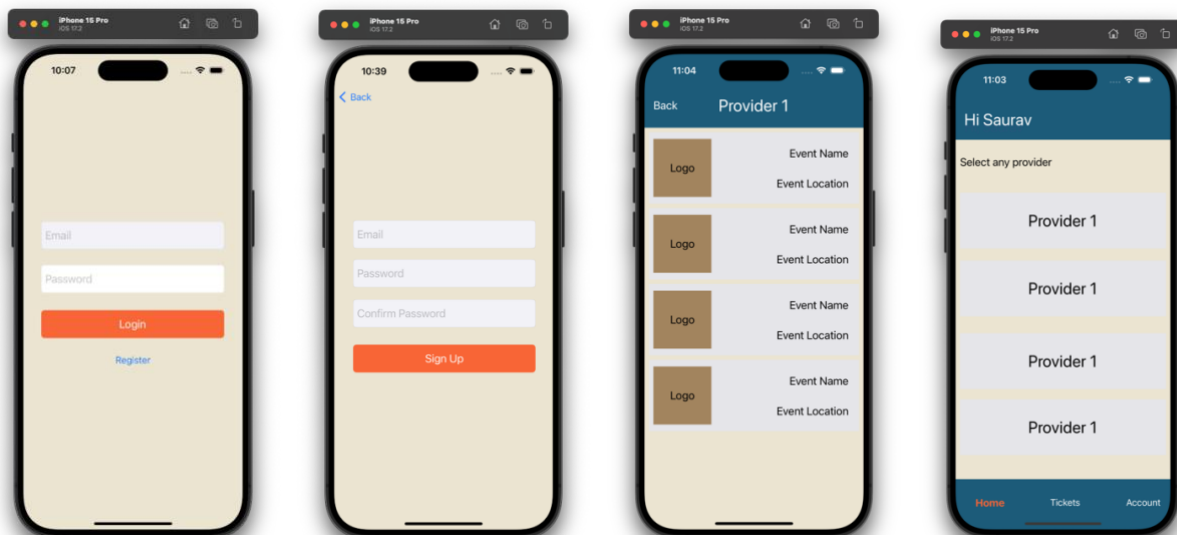 iPhone 15 Pro
iOS 17.2
10:07
Email
Password
Login
Register
iPhone 15 Pro
iOS 17.2
10:39
Back
Email
Password
Confirm Password
Sign Up
iPhone 15 Pro
iOS 17.2
11:04
Back Provider 1
Logo
Event Name
Event Location
Logo
Event Name
Event Location
Logo
Event Name
Event Location
Logo
Event Name
Event Location
iPhone 15 Pro
iOS 17.2
11:03
Hi Saurav
Select any provider
Provider 1
Provider 1
Provider 1
Provider 1
Home Tickets Account